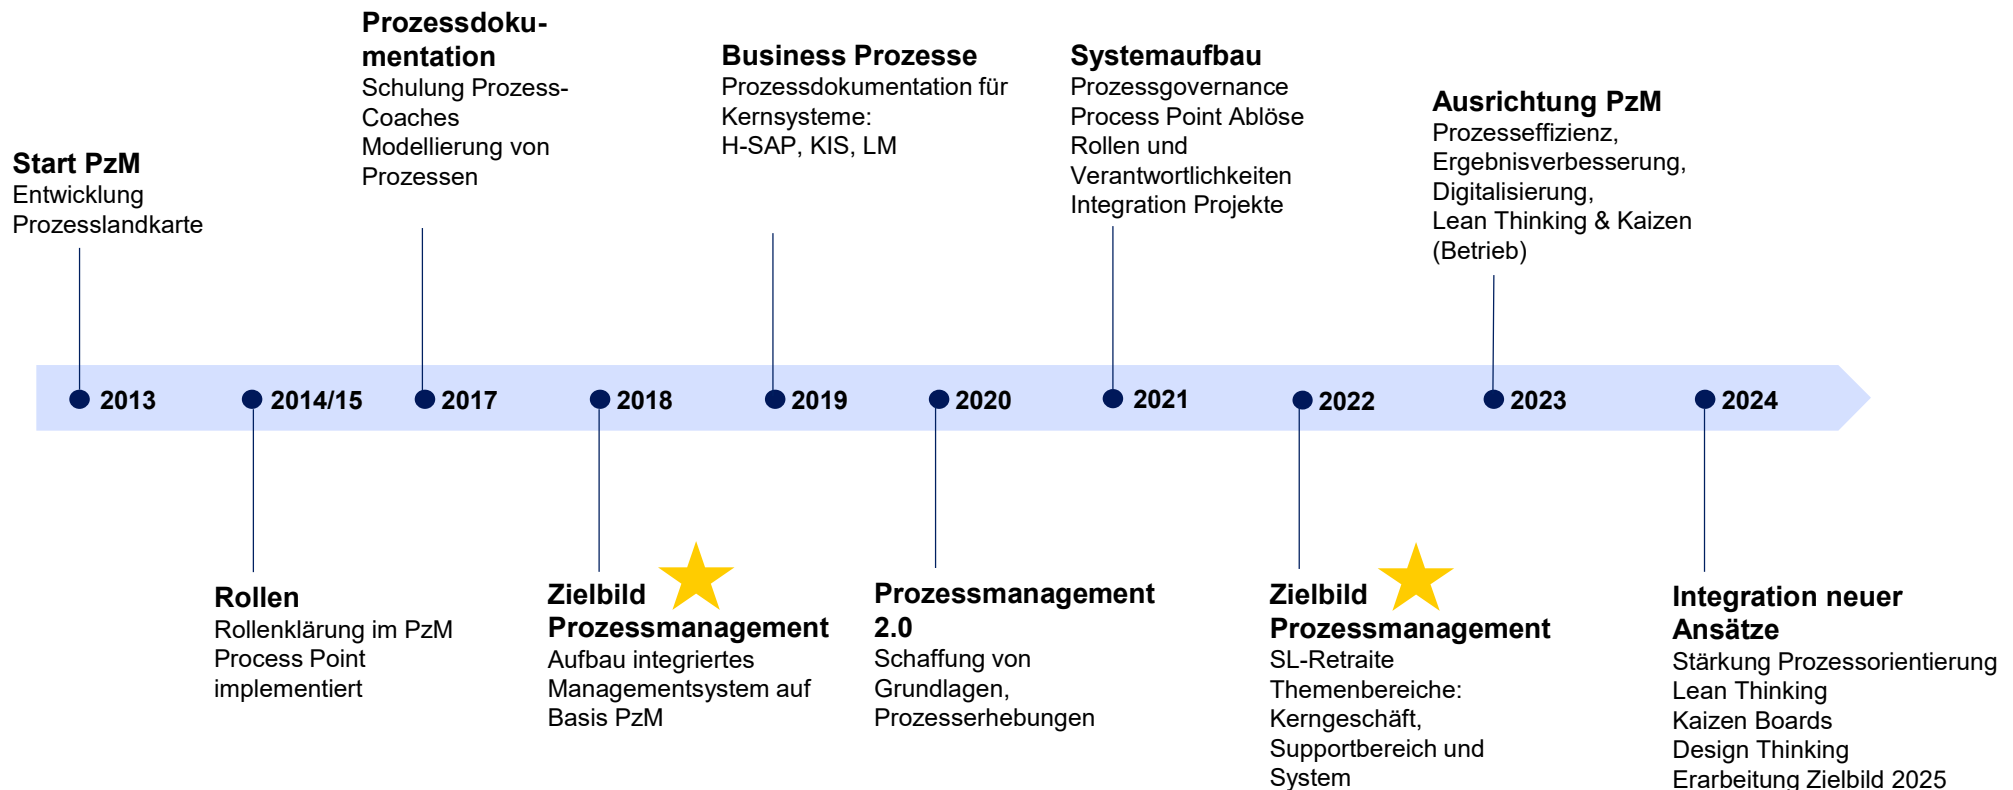 Start PzM
Entwicklung
Prozesslandkarte
Prozessdoku-
mentation
Schulung Prozess-
Coaches
Modellierung von
Prozessen
Business Prozesse
Prozessdokumentation für
Kernsysteme:
H-SAP, KIS, LM
Systemaufbau
Prozessgovernance
Process Point Ablöse
Rollen und
Verantwortlichkeiten
Integration Projekte
Ausrichtung PzM
Prozesseffizienz,
Ergebnisverbesserung,
Digitalisierung,
Lean Thinking & Kaizen
(Betrieb)
2013
2014/15
2017
2018
2019
2020
2021
2022
2023
2024
Rollen
Rollenklärung im PzM
Process Point
implementiert
Zielbild
Prozessmanagement
Aufbau integriertes
Managementsystem auf
Basis PzM
Prozessmanagement
2.0
Schaffung von
Grundlagen,
Prozesserhebungen
Zielbild
Prozessmanagement
SL-Retraite
Themenbereiche:
Kerngeschäft,
Supportbereich und
System
Integration neuer
Ansätze
Stärkung Prozessorientierung
Lean Thinking
Kaizen Boards
Design Thinking
Erarbeitung Zielbild 2025